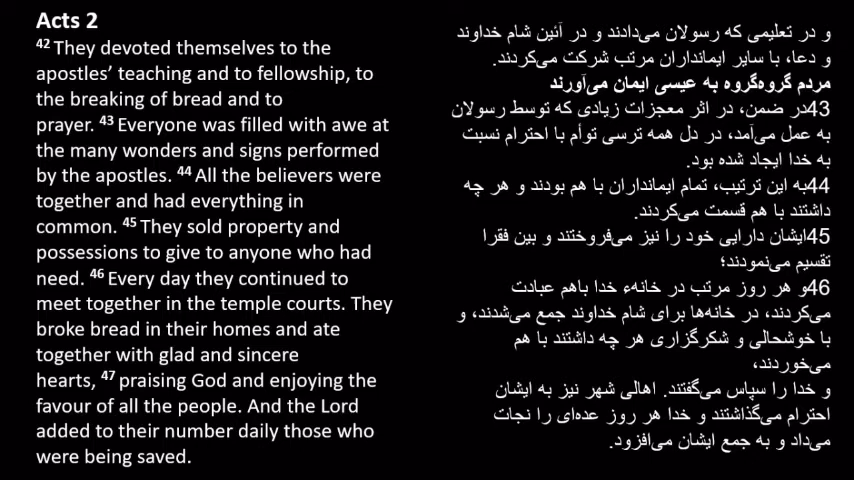 Acts 2
42 They devoted themselves to the
apostles’ teaching and to fellowship, to
the breaking of bread and to
prayer. 43 Everyone was filled with awe at
the many wonders and signs performed
by the apostles. 44 All the believers were
together and had everything in
common. 45 They sold property and
possessions to give to anyone who had
need. 46 Every day they continued to
meet together in the temple courts. They
broke bread in their homes and ate
together with glad and sincere
hearts, 47 praising God and enjoying the
favour of all the people. And the Lord
added to their number daily those who
were being saved.
و در تعلیمی که رسولان می‌دادند و در آئین شام خداوند
و دعا، با سایر ایمانداران مرتب شرکت می‌کردند.
مردم گروه‌گروه به عیسی ایمان می‌آورند
43در ضمن، در اثر معجزات زیادی که توسط رسولان
به عمل می‌آمد، در دل همه ترسی توأم با احترام نسبت
به خدا ایجاد شده بود.
44به این ترتیب، تمام ایمانداران با هم بودند و هر چه
داشتند با هم قسمت می‌کردند.
45ایشان دارایی خود را نیز می‌فروختند و بین فقرا
تقسیم می‌نمودند؛
46و هر روز مرتب در خانهء خدا باهم عبادت
می‌کردند، در خانه‌ها برای شام خداوند جمع می‌شدند، و
با خوشحالی و شکرگزاری هر چه داشتند با هم
می‌خوردند،
و خدا را سپاس می‌گفتند. اهالی شهر نیز به ایشان
احترام می‌گذاشتند و خدا هر روز عده‌ای را نجات
می‌داد و به جمع ایشان می‌افزود.